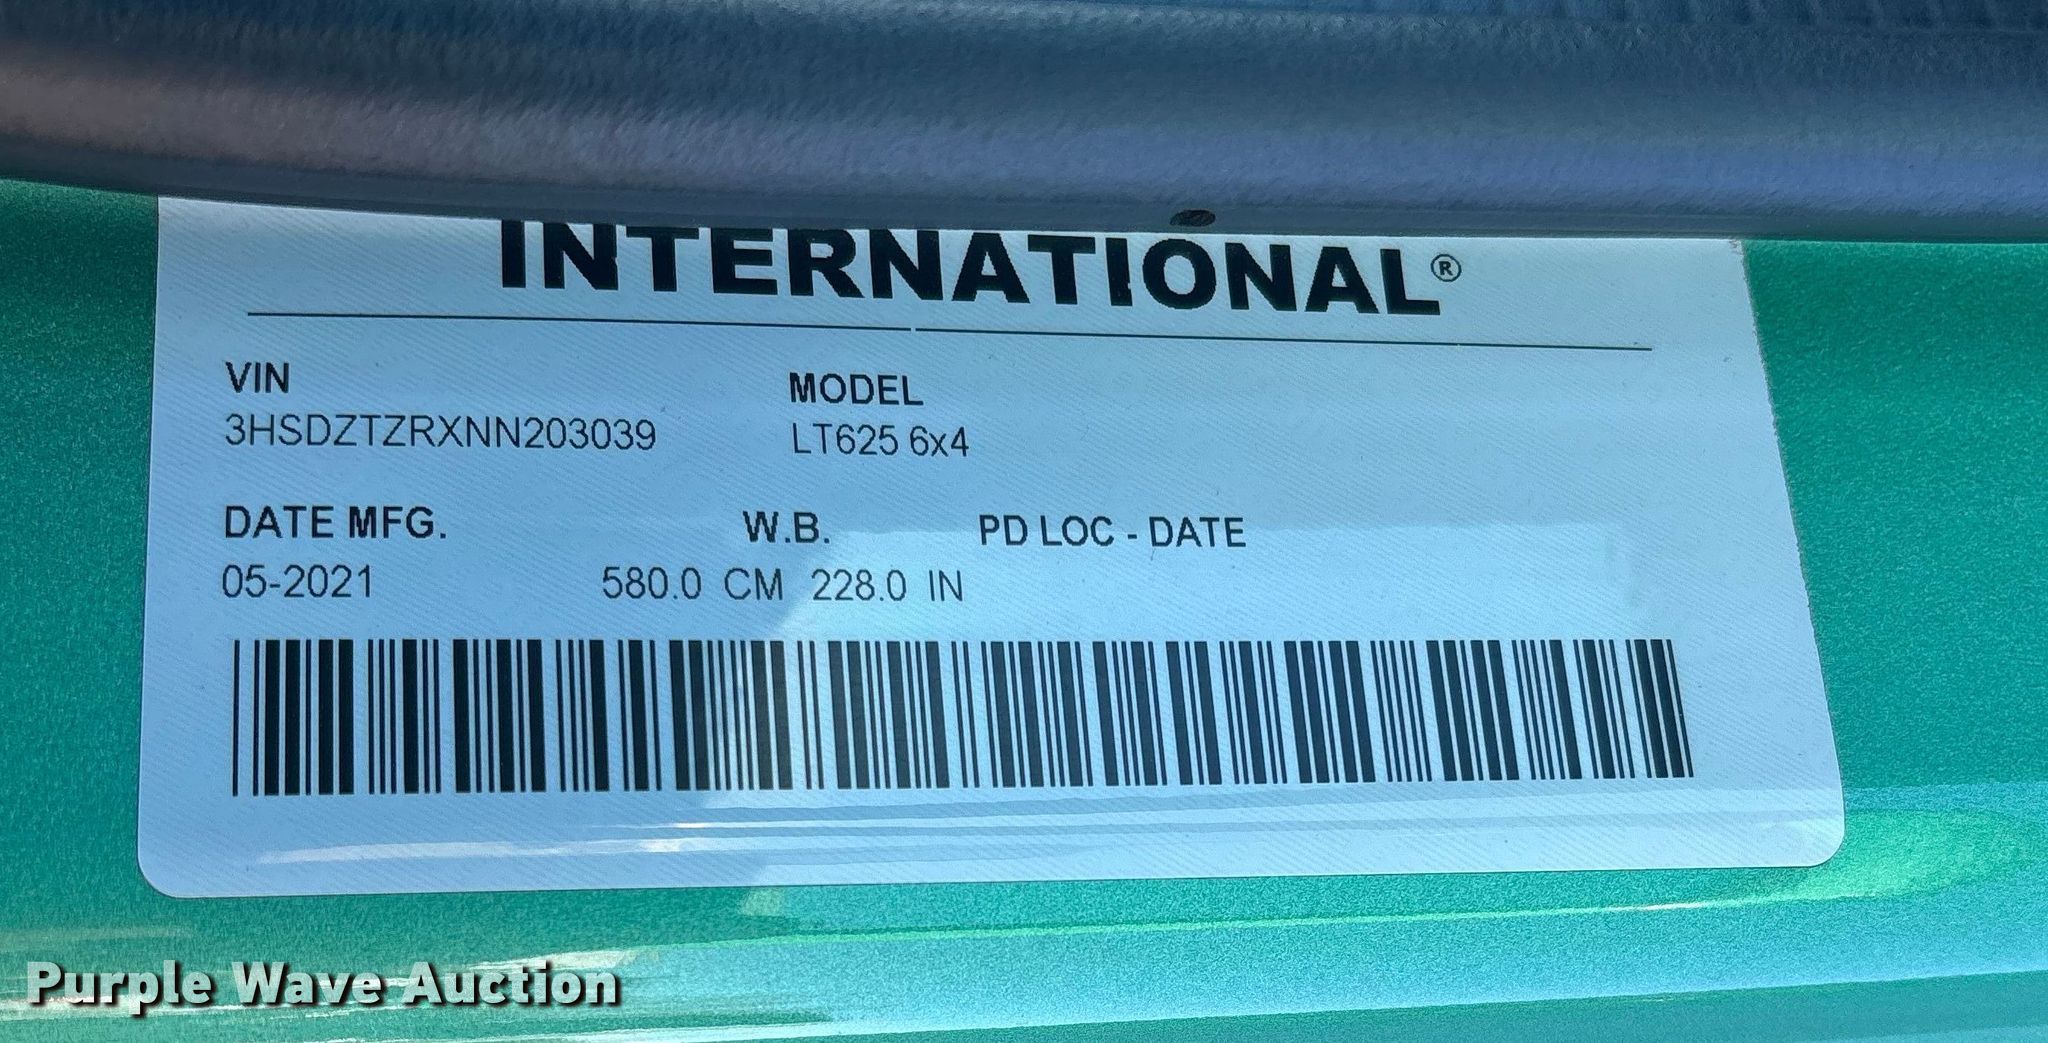 INTERNATIONAL®
VIN MODEL
3HSDZTZRXNN203039 LT625 6x4
DATE MFG. W.B. PD LOC - DATE
05-2021 580.0 CM 228.0 IN
Purple Wave Auction